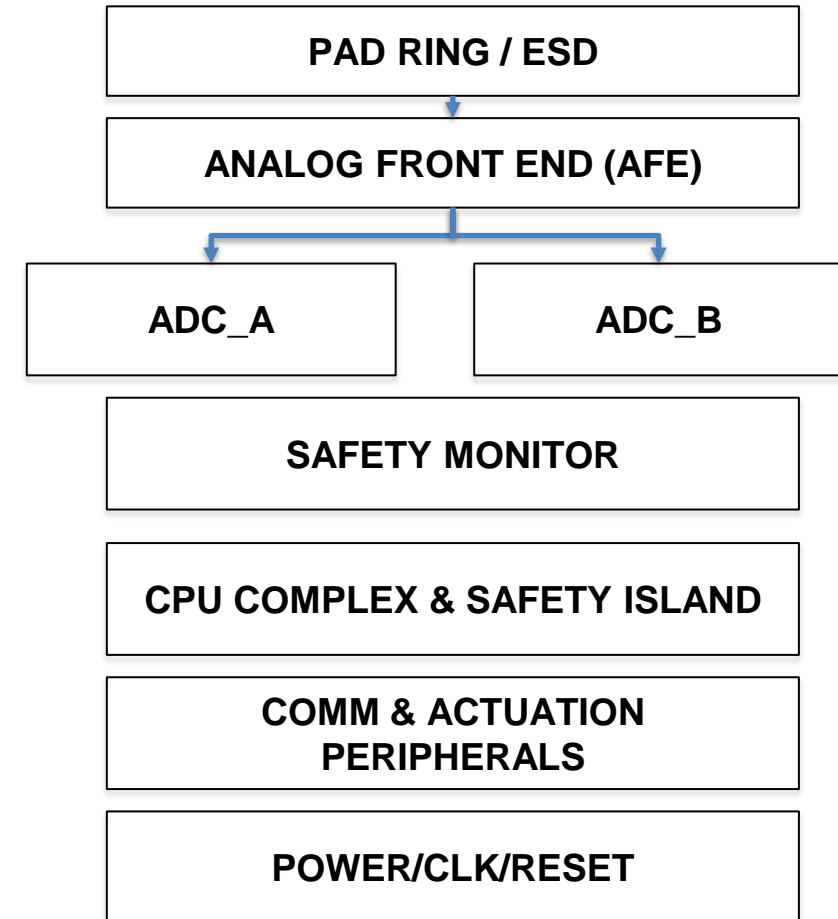 PAD RING / ESD
ANALOG FRONT END (AFE)
ADC_A
ADC_B
SAFETY MONITOR
CPU COMPLEX & SAFETY ISLAND
COMM & ACTUATION
PERIPHERALS
POWER/CLK/RESET